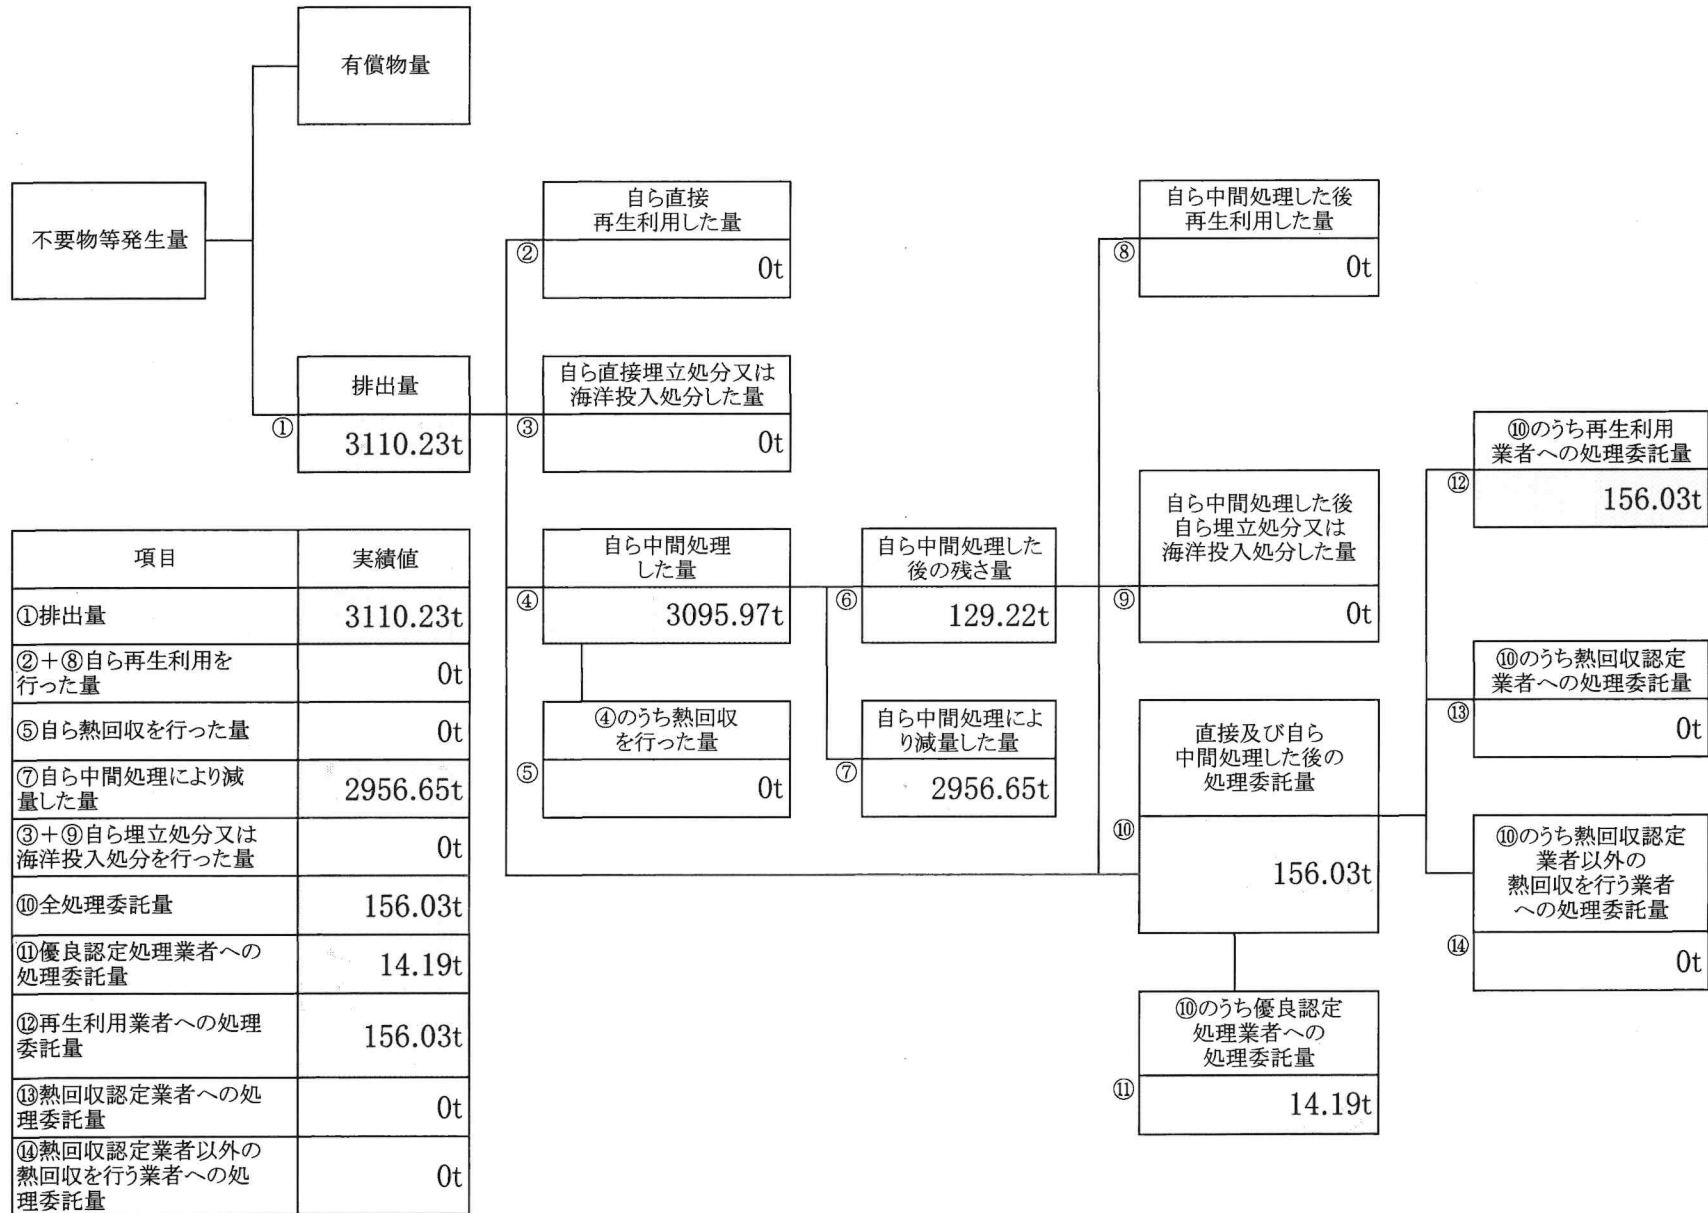 有償物量
不要物等発生量
排出量
①
3110.23t
自ら直接
再生利用した量
②
0t
自ら直接埋立処分又は
海洋投入処分した量
③
0t
自ら中間処理
した量
④
3095.97t
④のうち熱回収
を行った量
⑤
0t
自ら中間処理した
後の残さ量
⑥
129.22t
自ら中間処理によ
り減量した量
⑦
2956.65t
自ら中間処理した後
再生利用した量
⑧
0t
自ら中間処理した後
自ら埋立処分又は
海洋投入処分した量
⑨
0t
直接及び自ら
中間処理した後の
処理委託量
⑩
156.03t
⑩のうち優良認定
処理業者への
処理委託量
⑪
14.19t
⑩のうち再生利用
業者への処理委託量
⑫
156.03t
⑩のうち熱回収認定
業者への処理委託量
⑬
0t
⑩のうち熱回収認定
業者以外の
熱回収を行う業者
への処理委託量
⑭
0t
項目 実績値
①排出量 3110.23t
②+⑧自ら再生利用を
行った量 0t
⑤自ら熱回収を行った量 0t
⑦自ら中間処理により減
量した量 2956.65t
③+⑨自ら埋立処分又は
海洋投入処分を行った量 0t
⑩全処理委託量 156.03t
⑪優良認定処理業者への
処理委託量 14.19t
⑫再生利用業者への処理
委託量 156.03t
⑬熱回収認定業者への処
理委託量 0t
⑭熱回収認定業者以外の
熱回収を行う業者への処
理委託量 0t